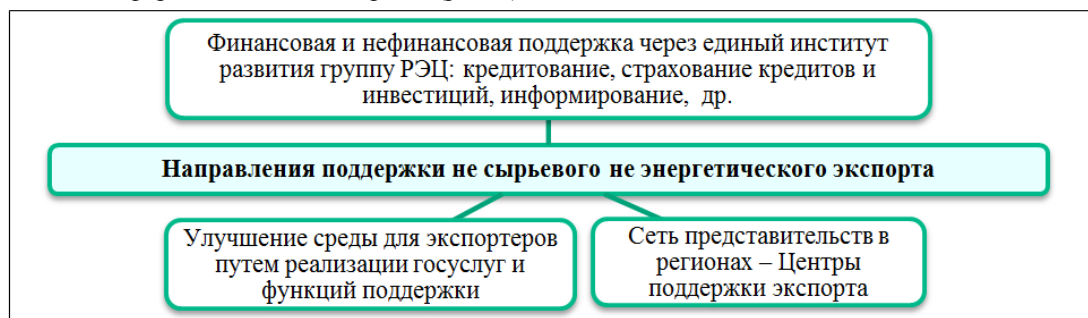 Финансовая и нефинансовая поддержка через единый институт
развития группу РЭЦ: кредитование, страхование кредитов и
инвестиций, информирование, др.
Направления поддержки не сырьевого не энергетического экспорта
Улучшение среды для экспортеров
путем реализации госуслуг и
функций поддержки
Сеть представительств в
регионах – Центры
поддержки экспорта